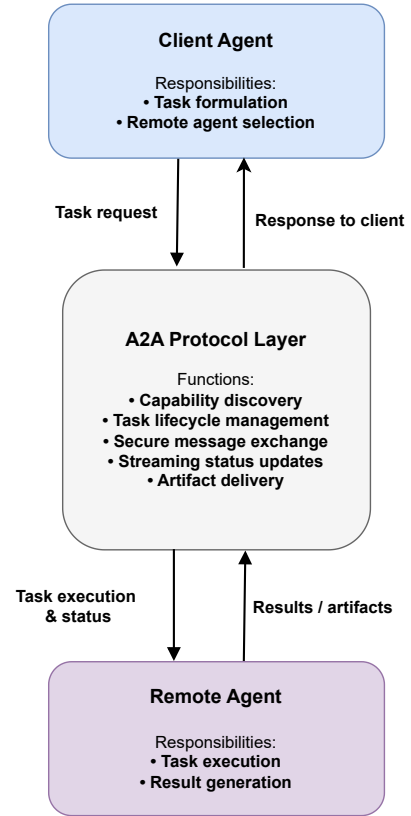 Client Agent
Responsibilities:
• Task formulation
• Remote agent selection
Task request
Response to client
A2A Protocol Layer
Functions:
• Capability discovery
• Task lifecycle management
• Secure message exchange
• Streaming status updates
• Artifact delivery
Task execution
& status
Results / artifacts
Remote Agent
Responsibilities:
• Task execution
• Result generation